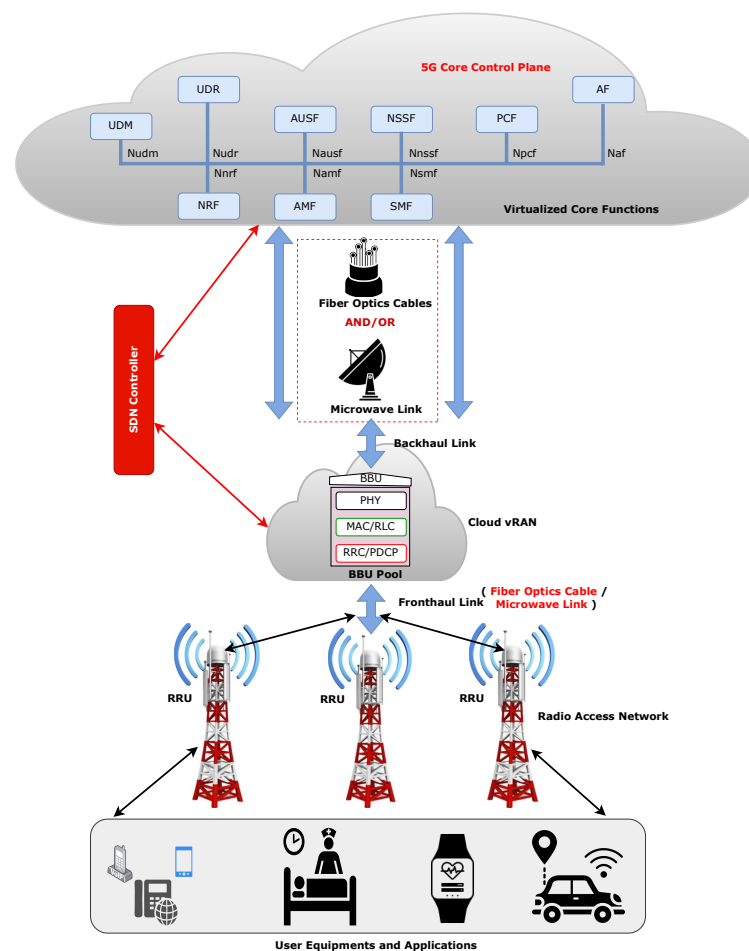 5G Core Control Plane
UDR
AF
UDM
AUSF
NSSF
PCF
Nudm
Nudr
Nausf
Nnssf
Npcf
Naf
Nnrf
Namf
Nsmf
NRF
AMF
SMF
Virtualized Core Functions
Fiber Optics Cables
AND/OR
Microwave Link
SDN Controller
Backhaul Link
BBU
PHY
MAC/RLC
RRC/PDCP
BBU Pool
Cloud vRAN
Fronthaul Link
( Fiber Optics Cable /
Microwave Link )
RRU
RRU
RRU
Radio Access Network
User Equipments and Applications